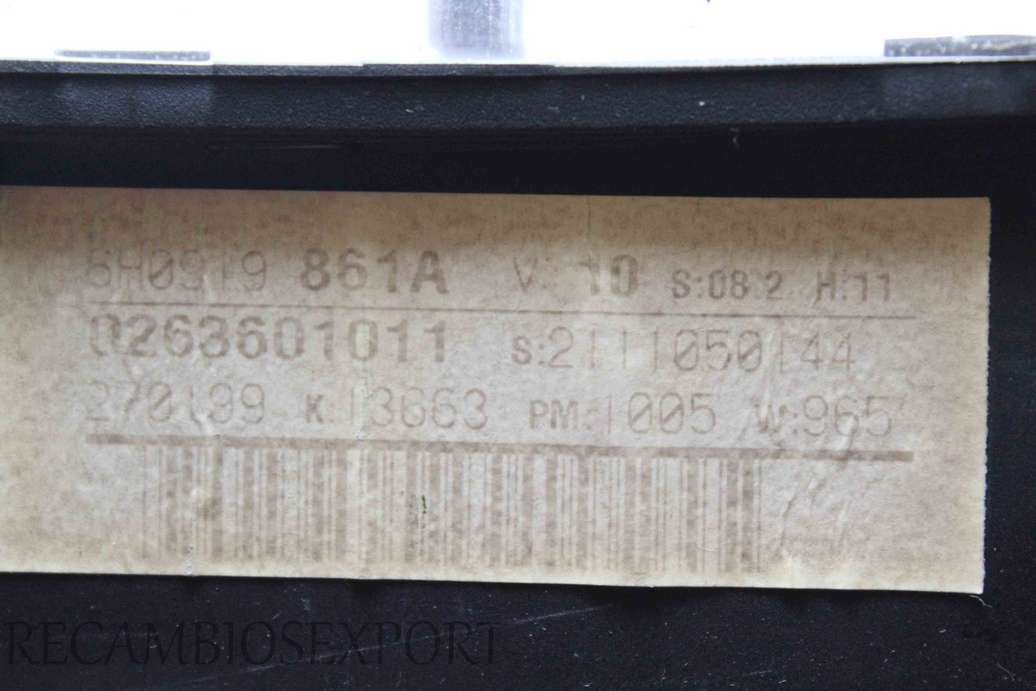 6H0919 861A V: 10 S:08.2 H:11
0263601011 S:2111050144
270199 K:13663 PM:1005 W:965
RECAMBIOSEXPORT